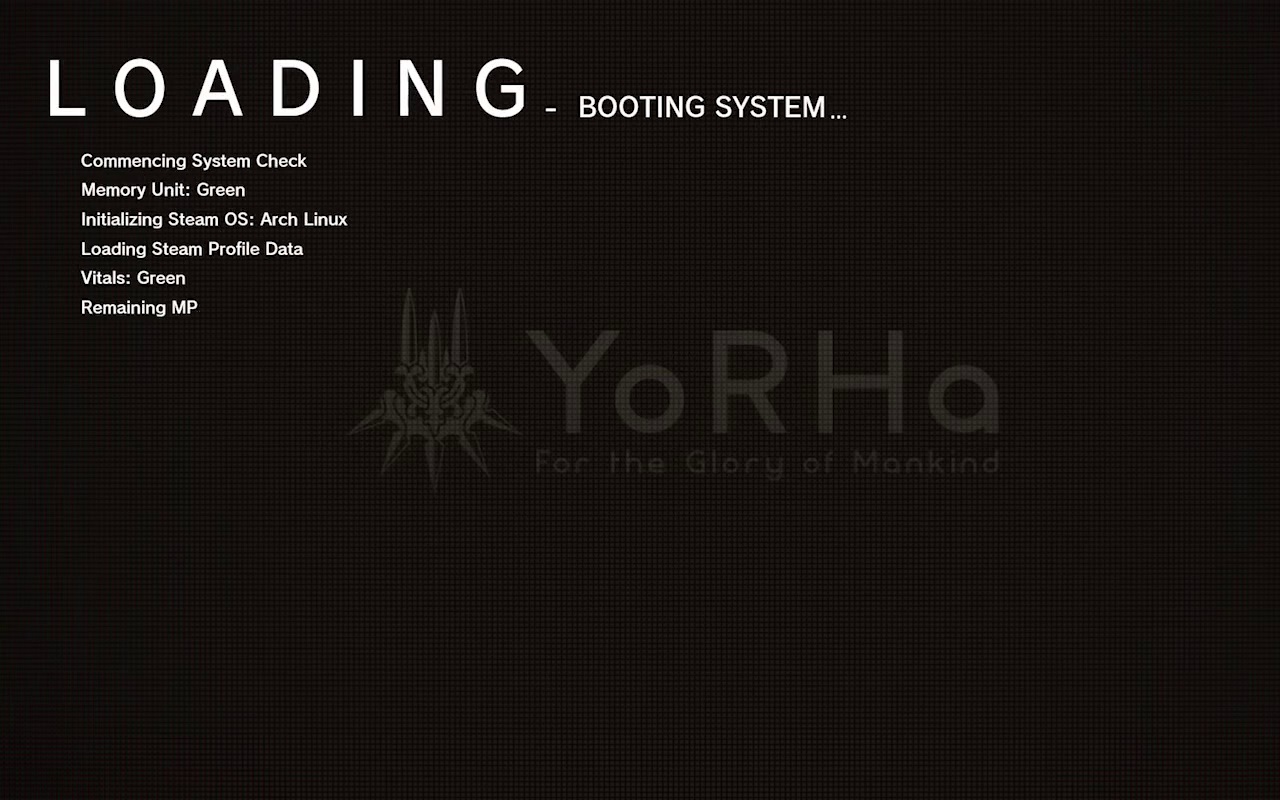 LOADING - BOOTING SYSTEM...
Commencing System Check
Memory Unit: Green
Initializing Steam OS: Arch Linux
Loading Steam Profile Data
Vitals: Green
Remaining MP
YoRHa
For the Glory of Mankind